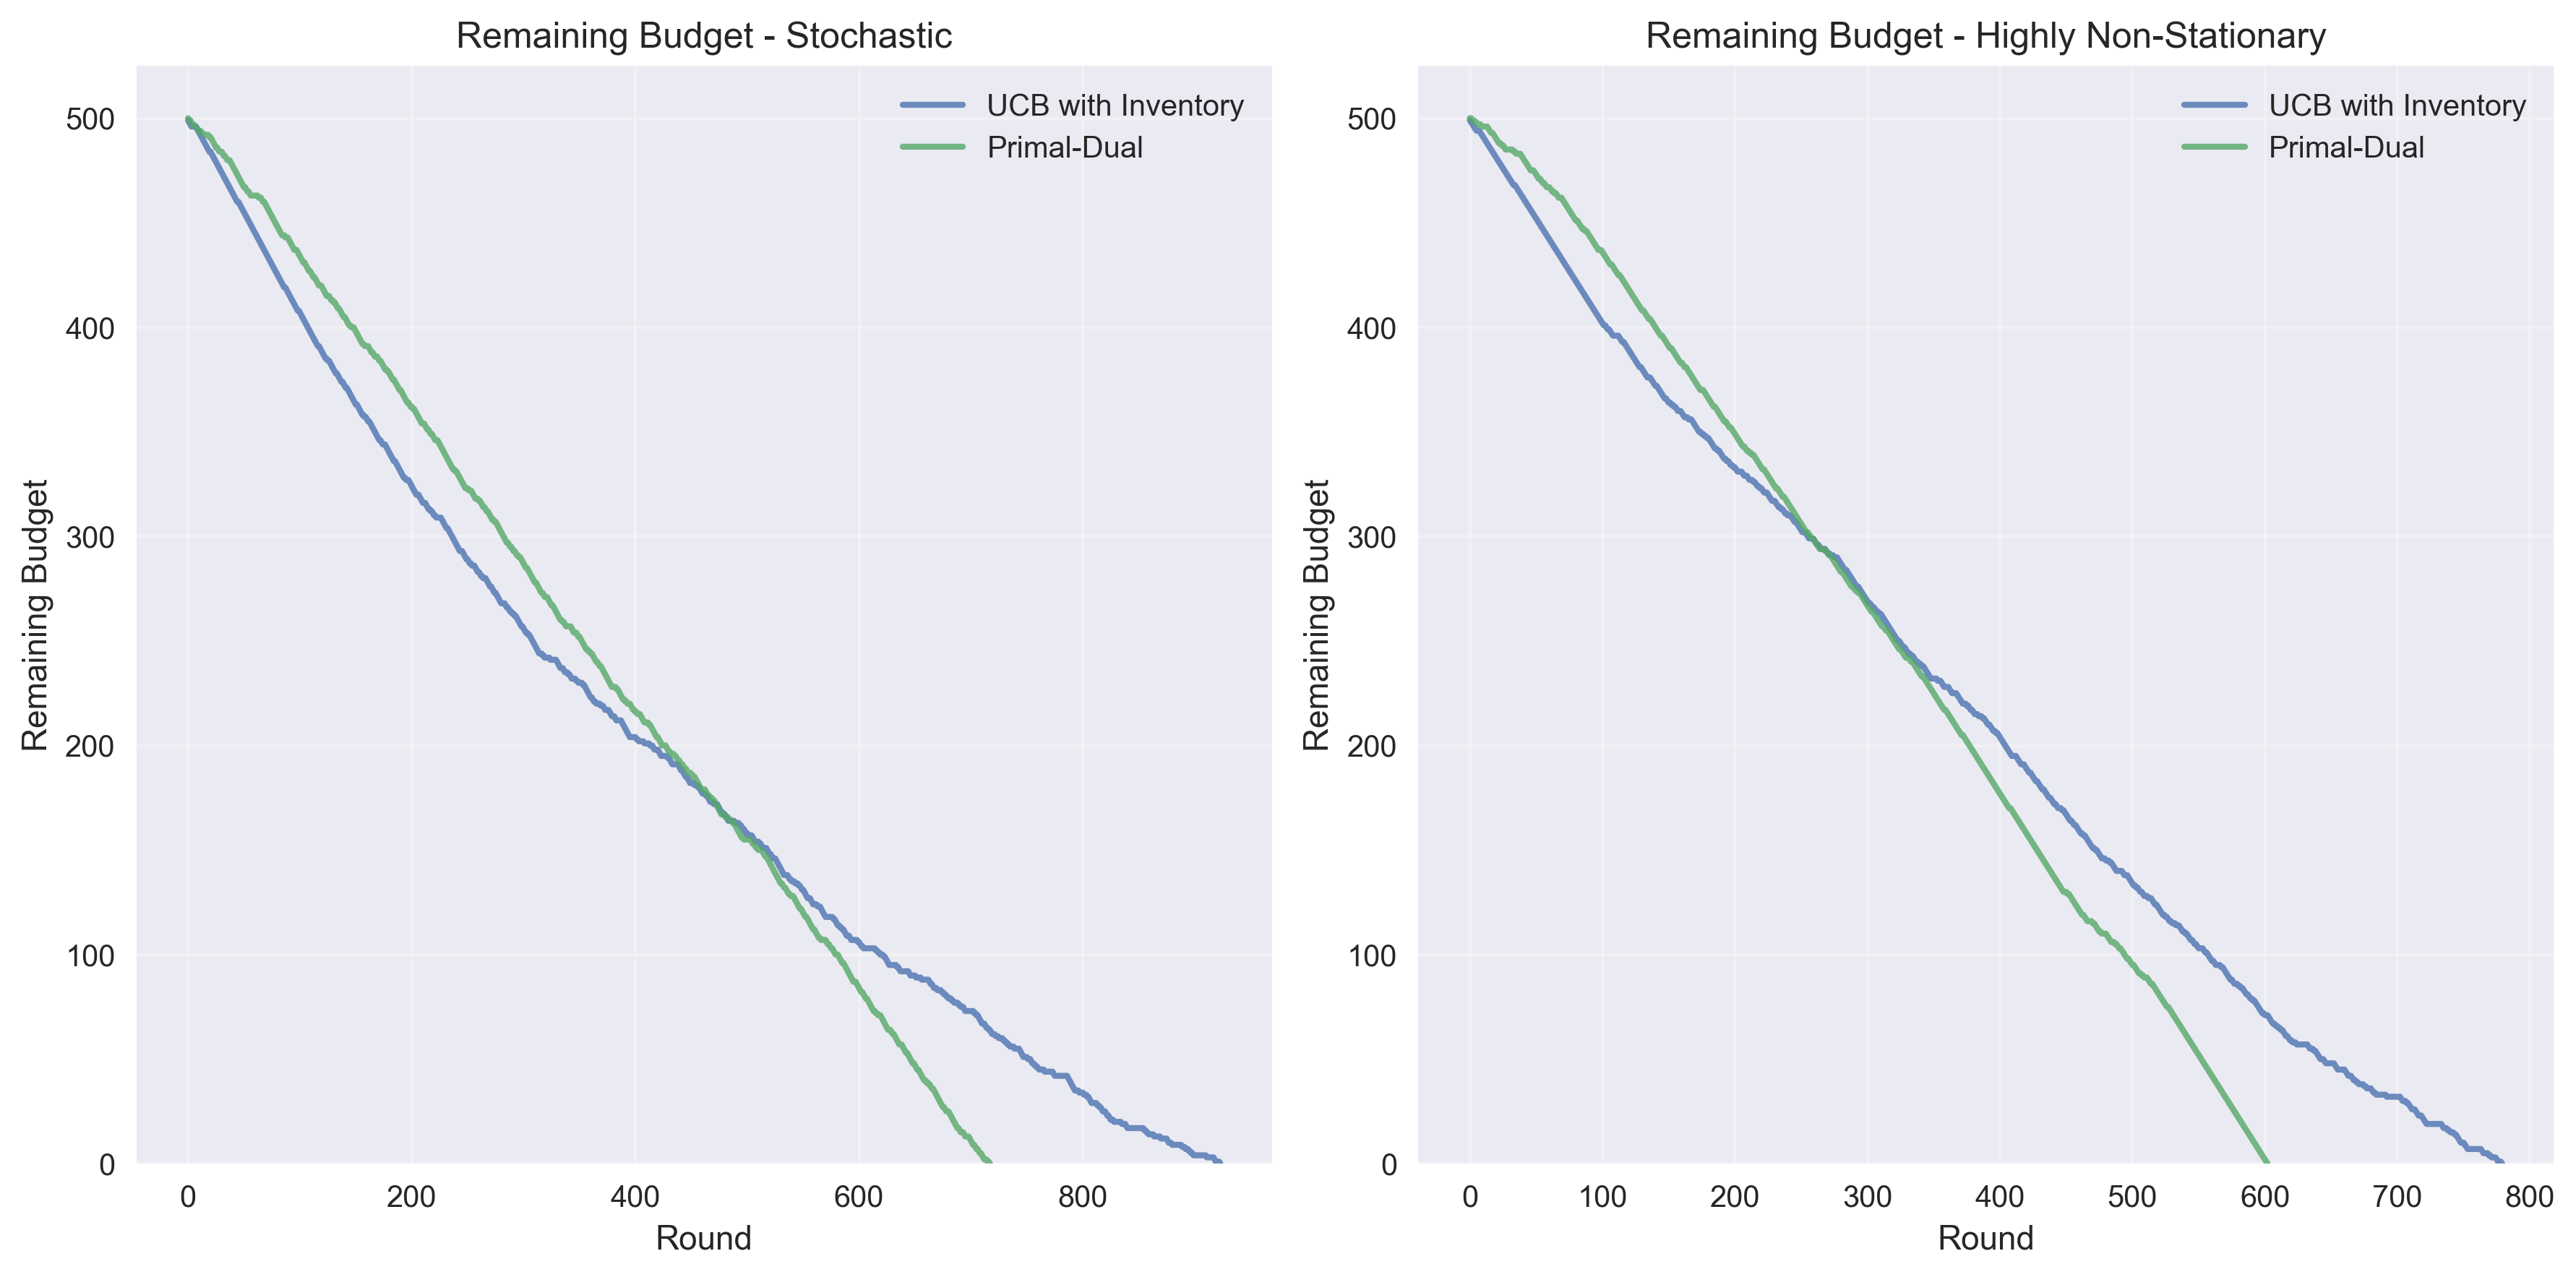 Remaining Budget - Stochastic
UCB with Inventory
Primal-Dual
Remaining Budget
500
400
300
200
100
0
0 200 400 600 800
Round
Remaining Budget - Highly Non-Stationary
UCB with Inventory
Primal-Dual
Remaining Budget
500
400
300
200
100
0
0 100 200 300 400 500 600 700 800
Round